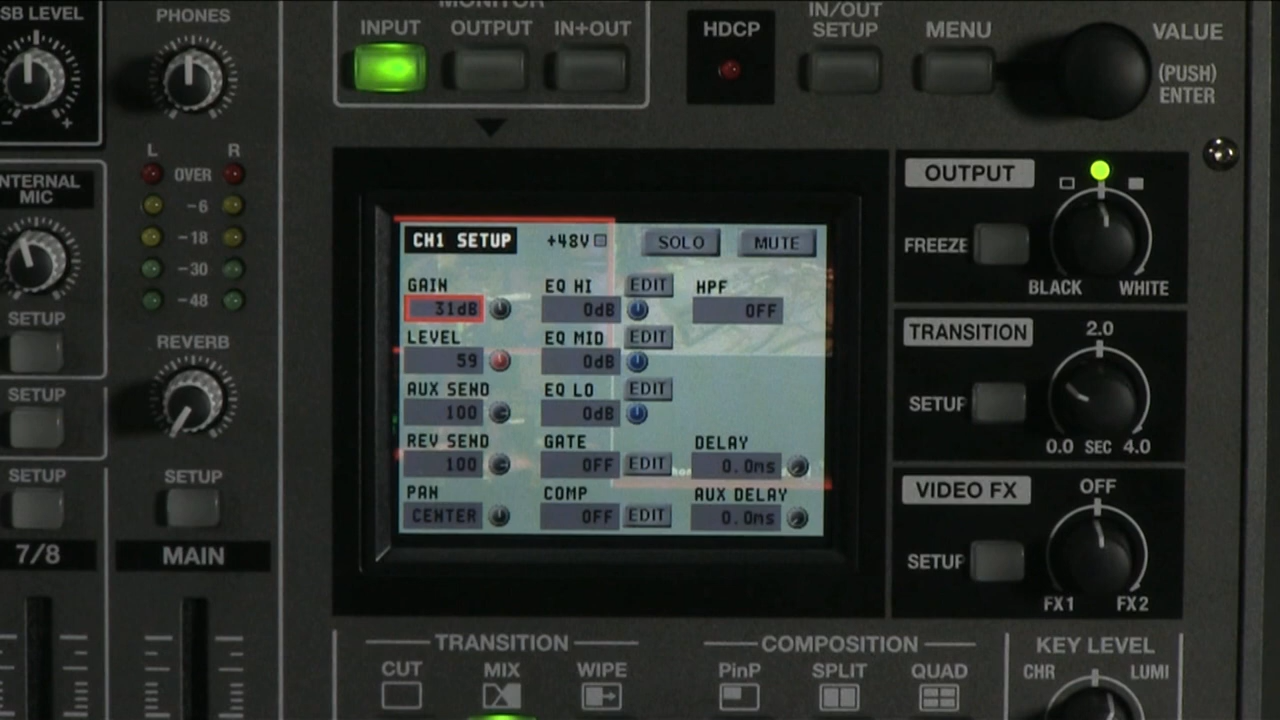 SB LEVEL
- +
PHONES
MONITOR
INPUT OUTPUT IN+OUT
HDCP
IN/OUT
SETUP
MENU
VALUE
(PUSH)
ENTER
L R
OVER
-6
-18
-30
-48
NTERNAL
MIC
SETUP
SETUP
SETUP
7/8
REVERB
SETUP
MAIN
CH1 SETUP +48V SOLO MUTE
GAIN EQ HI EDIT HPF
31dB 0dB OFF
LEVEL EQ MID EDIT
59 0dB
AUX SEND EQ LO EDIT
100 0dB
REV SEND GATE DELAY
100 OFF EDIT 0.0ms
PAN COMP AUX DELAY
CENTER OFF EDIT 0.0ms
OUTPUT
FREEZE
BLACK WHITE
TRANSITION
2.0
SETUP
0.0 SEC 4.0
VIDEO FX
OFF
SETUP
FX1 FX2
TRANSITION
CUT MIX WIPE
COMPOSITION
PinP SPLIT QUAD
KEY LEVEL
CHR LUMI